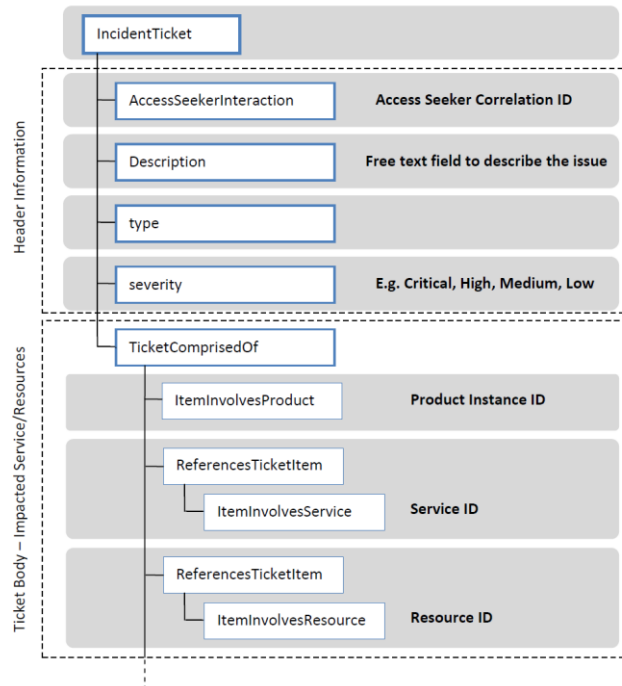 IncidentTicket
Header Information
AccessSeekerInteraction Access Seeker Correlation ID
Description Free text field to describe the issue
type
severity E.g. Critical, High, Medium, Low
Ticket Body – Impacted Service/Resources
TicketComprisedOf
ItemInvolvesProduct Product Instance ID
ReferencesTicketItem
ItemInvolvesService Service ID
ReferencesTicketItem
ItemInvolvesResource Resource ID